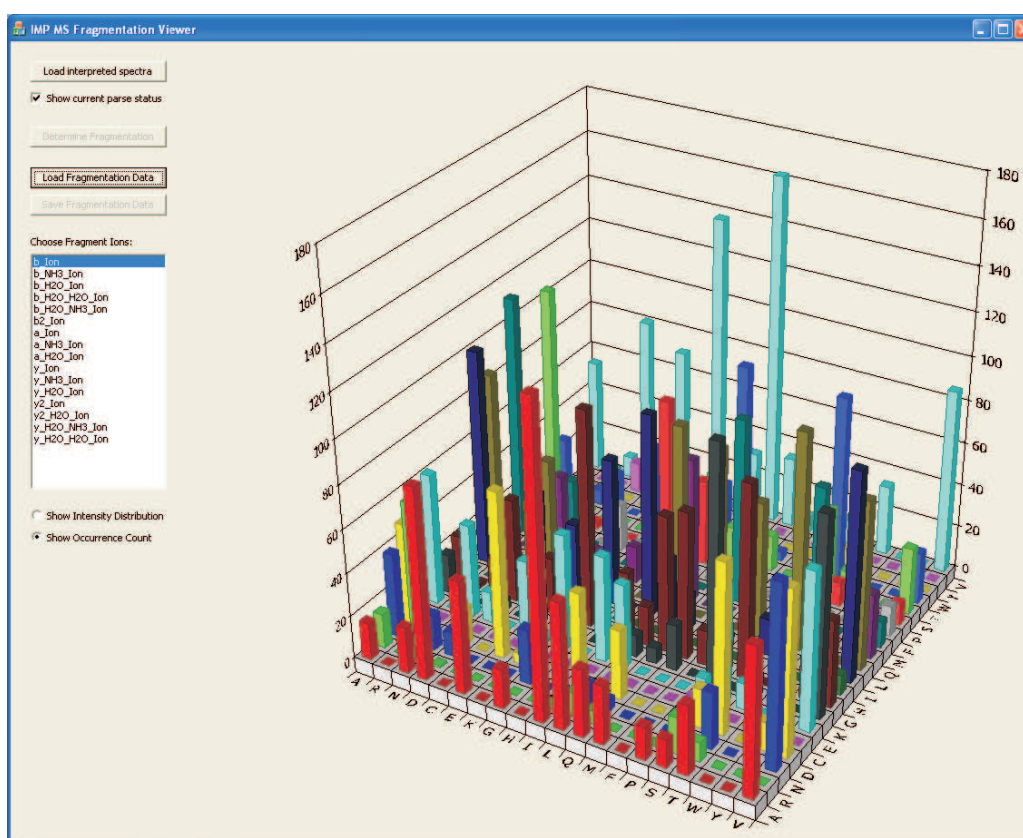 IMP MS Fragmentation Viewer
Load interpreted spectra
Show current parse status
Determine Fragmentation
Load Fragmentation Data
Save Fragmentation Data
Choose Fragment Ions:
b_Ion
b_NH3_Ion
b_H2O_Ion
b_H2O_H2O_Ion
b_H2O_NH3_Ion
b2_Ion
a_Ion
a_NH3_Ion
a_H2O_Ion
y_Ion
y_NH3_Ion
y_H2O_Ion
y2_Ion
y2_H2O_Ion
y_H2O_NH3_Ion
y_H2O_H2O_Ion
Show Intensity Distribution
Show Occurrence Count
180
160
140
120
100
80
60
40
20
0
180
160
140
120
100
80
60
40
20
0
A R N D C E K G H I L Q M F P S T W Y V
A R N D C E K G H I L Q M F P S T W Y V